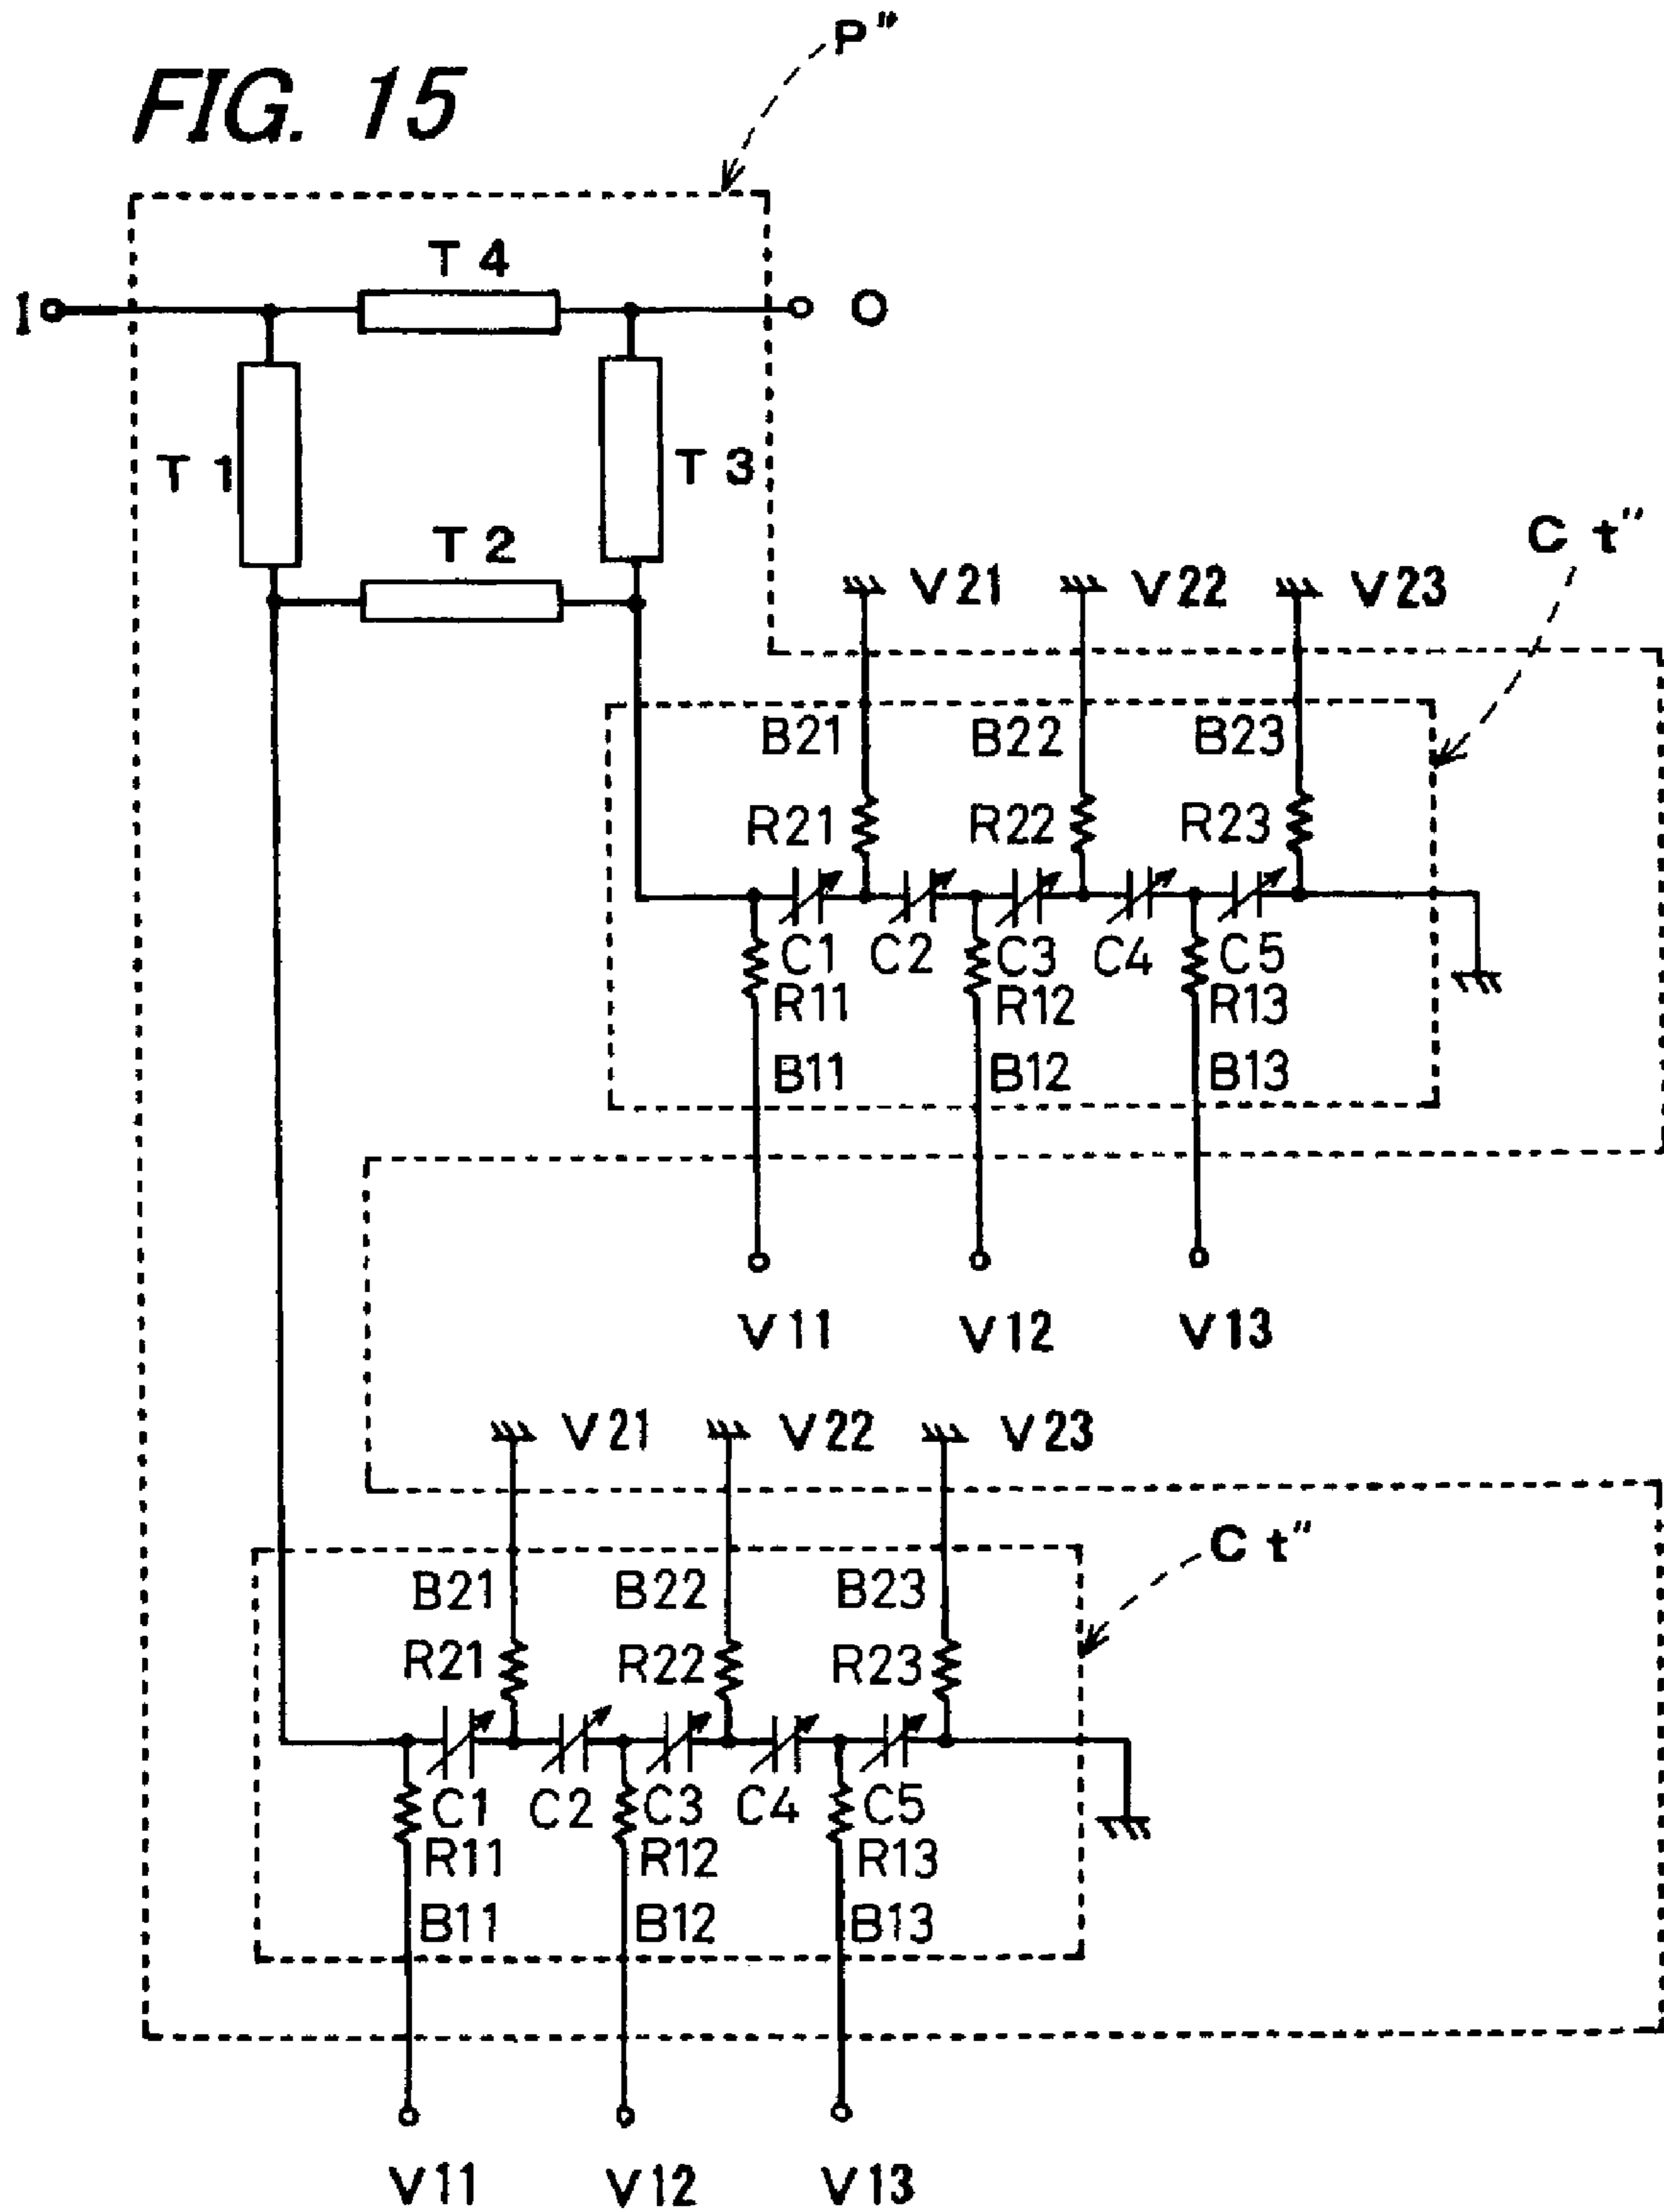 P"
FIG. 15
T 4
I O
T 1 T 3
T 2
C t"
V21 V22 V23
B21 B22 B23
R21 R22 R23
C1 C2 C3 C4 C5
R11 R12 R13
B11 B12 B13
V11 V12 V13
V21 V22 V23
C t"
B21 B22 B23
R21 R22 R23
C1 C2 C3 C4 C5
R11 R12 R13
B11 B12 B13
V11 V12 V13